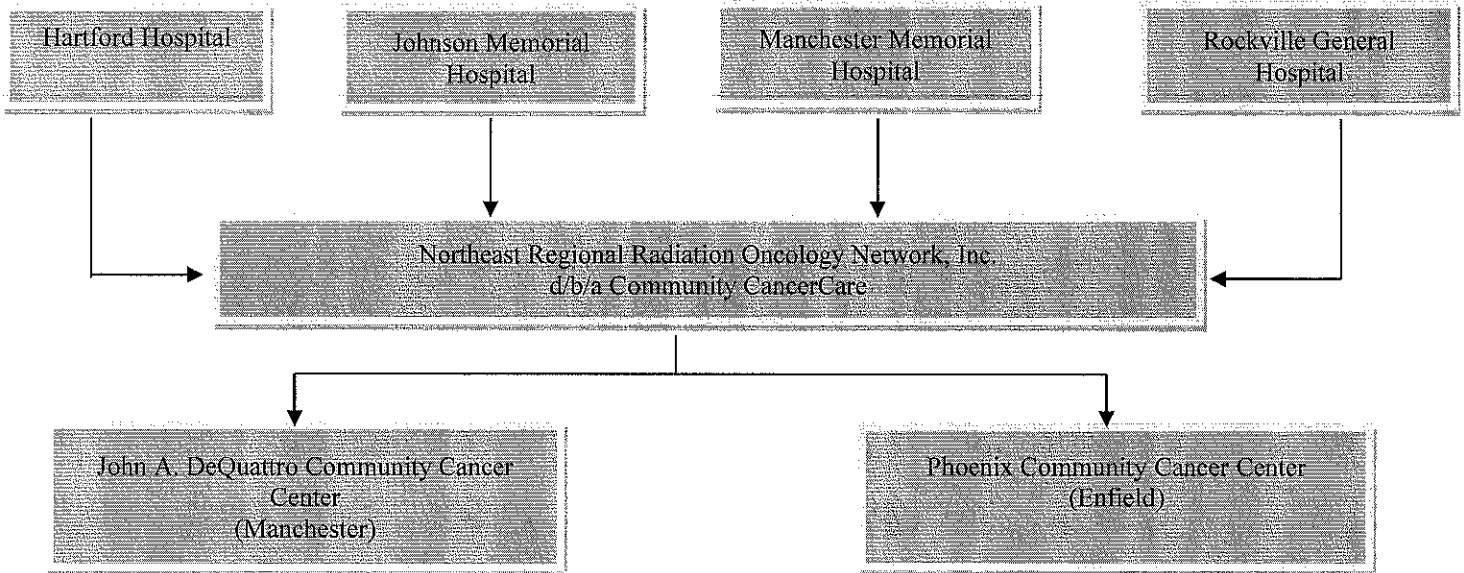 Hartford Hospital
Johnson Memorial
Hospital
Manchester Memorial
Hospital
Rockville General
Hospital
Northeast Regional Radiation Oncology Network, Inc.
d/b/a Community CancerCare
John A. DeQuattro Community Cancer
Center
(Manchester)
Phoenix Community Cancer Center
(Enfield)